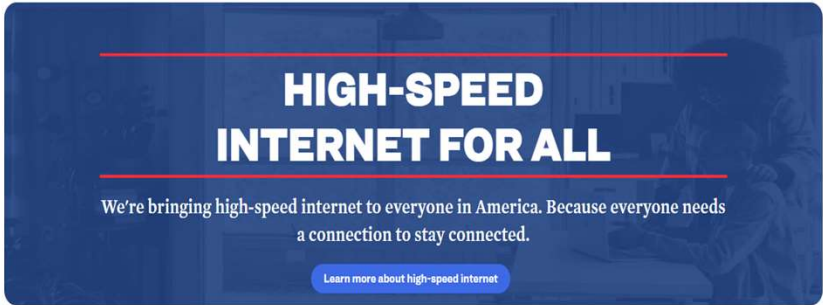 HIGH-SPEED
INTERNET FOR ALL
We're bringing high-speed internet to everyone in America. Because everyone needs
a connection to stay connected.
Learn more about high-speed internet